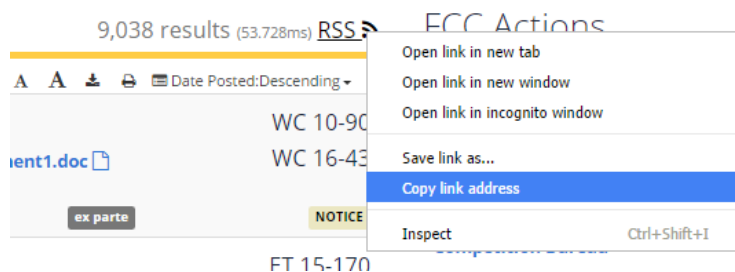 9,038 results (53.728ms) RSS
FCC Actions
A A Date Posted:Descending
WC 10-90
ment1.doc
WC 16-43
ex parte
NOTICE
ET 15-170
Open link in new tab
Open link in new window
Open link in incognito window
Save link as...
Copy link address
Inspect Ctrl+Shift+I